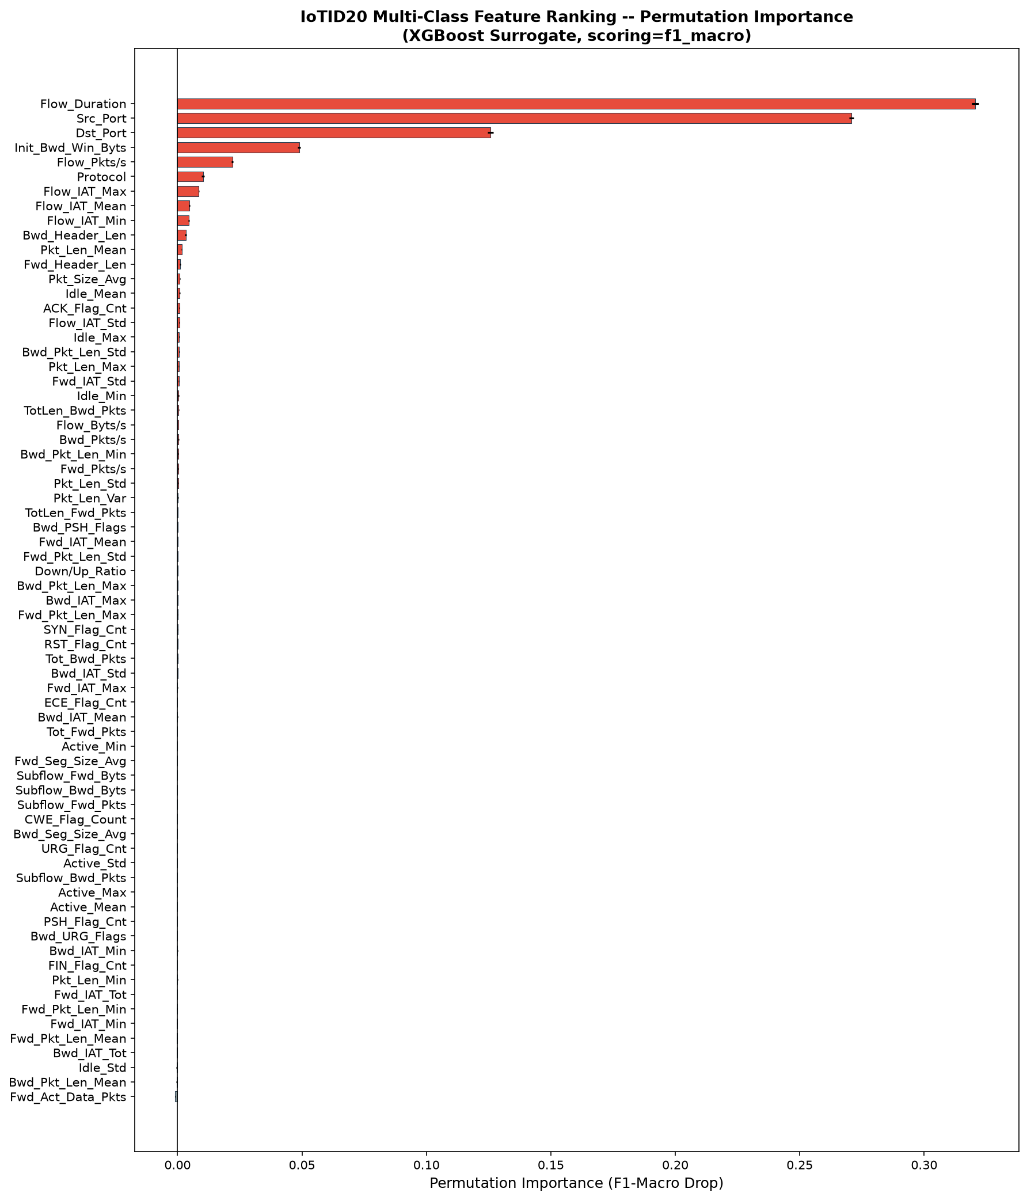 IoTID20 Multi-Class Feature Ranking -- Permutation Importance
(XGBoost Surrogate, scoring=f1_macro)
Flow_Duration
Src_Port
Dst_Port
Init_Bwd_Win_Byts
Flow_Pkts/s
Protocol
Flow_IAT_Max
Flow_IAT_Mean
Flow_IAT_Min
Bwd_Header_Len
Pkt_Len_Mean
Fwd_Header_Len
Pkt_Size_Avg
Idle_Mean
ACK_Flag_Cnt
Flow_IAT_Std
Idle_Max
Bwd_Pkt_Len_Std
Pkt_Len_Max
Fwd_IAT_Std
Idle_Min
TotLen_Bwd_Pkts
Flow_Byts/s
Bwd_Pkts/s
Bwd_Pkt_Len_Min
Fwd_Pkts/s
Pkt_Len_Std
Pkt_Len_Var
TotLen_Fwd_Pkts
Bwd_PSH_Flags
Fwd_IAT_Mean
Fwd_Pkt_Len_Std
Down/Up_Ratio
Bwd_Pkt_Len_Max
Bwd_IAT_Max
Fwd_Pkt_Len_Max
SYN_Flag_Cnt
RST_Flag_Cnt
Tot_Bwd_Pkts
Bwd_IAT_Std
Fwd_IAT_Max
ECE_Flag_Cnt
Bwd_IAT_Mean
Tot_Fwd_Pkts
Active_Min
Fwd_Seg_Size_Avg
Subflow_Fwd_Byts
Subflow_Bwd_Byts
Subflow_Fwd_Pkts
CWE_Flag_Count
Bwd_Seg_Size_Avg
URG_Flag_Cnt
Active_Std
Subflow_Bwd_Pkts
Active_Max
Active_Mean
PSH_Flag_Cnt
Bwd_URG_Flags
Bwd_IAT_Min
FIN_Flag_Cnt
Pkt_Len_Min
Fwd_IAT_Tot
Fwd_Pkt_Len_Min
Fwd_IAT_Min
Fwd_Pkt_Len_Mean
Bwd_IAT_Tot
Idle_Std
Bwd_Pkt_Len_Mean
Fwd_Act_Data_Pkts
0.00 0.05 0.10 0.15 0.20 0.25 0.30
Permutation Importance (F1-Macro Drop)